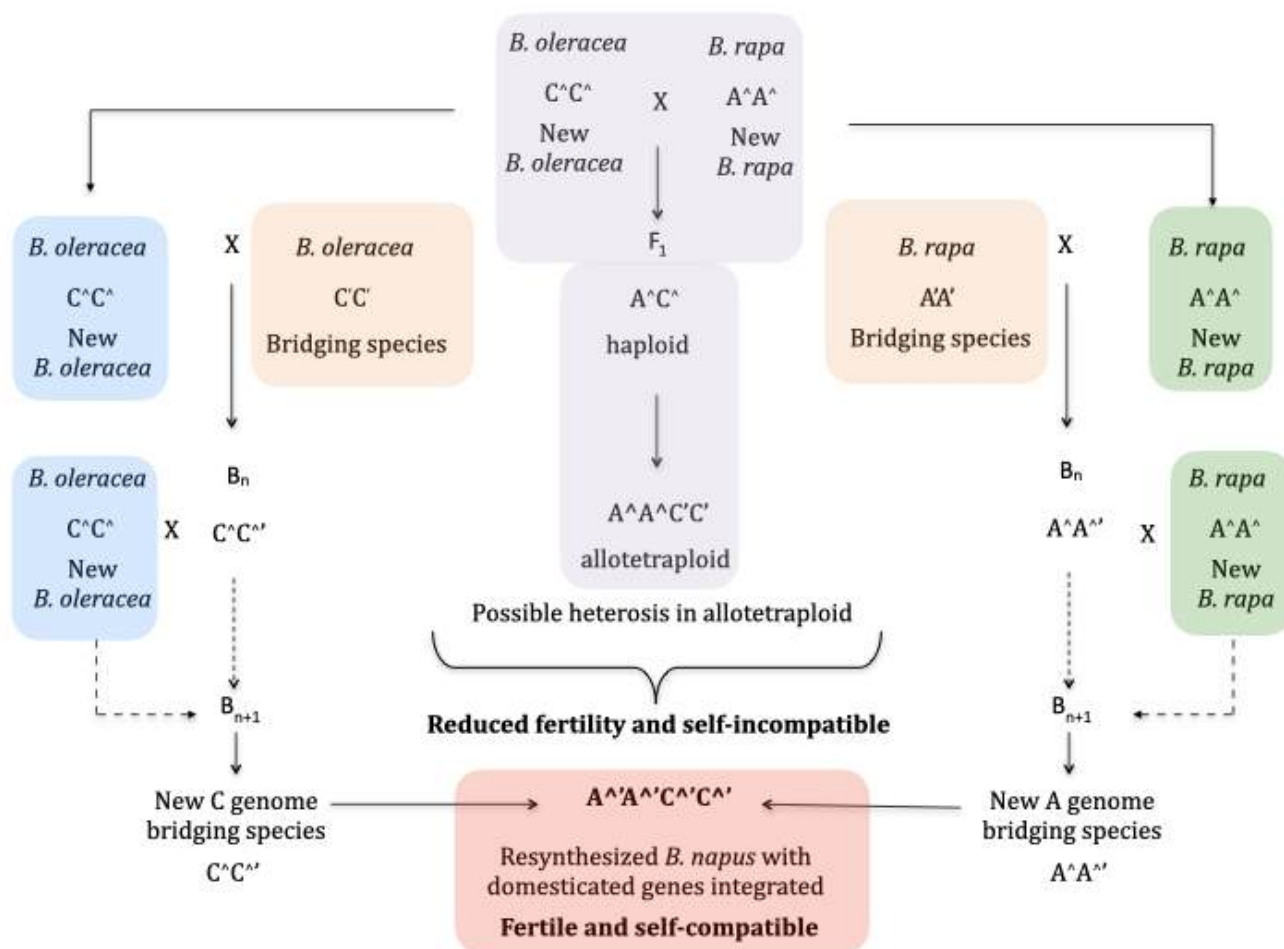 B. oleracea
C^C^
New
B. oleracea
X
B. rapa
A^A^
New
B. rapa
F₁
A^C^
haploid
A^A^C'C'
allotetraploid
Possible heterosis in allotetraploid
Reduced fertility and self-incompatible
B. oleracea
C^C^
New
B. oleracea
X
B. oleracea
C'C'
Bridging species
Bₙ
C^C^'
B. oleracea
C^C^
New
B. oleracea
X
Bₙ₊₁
New C genome
bridging species
C^C^'
B. rapa
A'A'
Bridging species
X
B. rapa
A^A^
New
B. rapa
Bₙ
A^A^'
X
B. rapa
A^A^
New
B. rapa
Bₙ₊₁
New A genome
bridging species
A^A^'
A^'A^'C^'C^'
Resynthesized B. napus with
domesticated genes integrated
Fertile and self-compatible